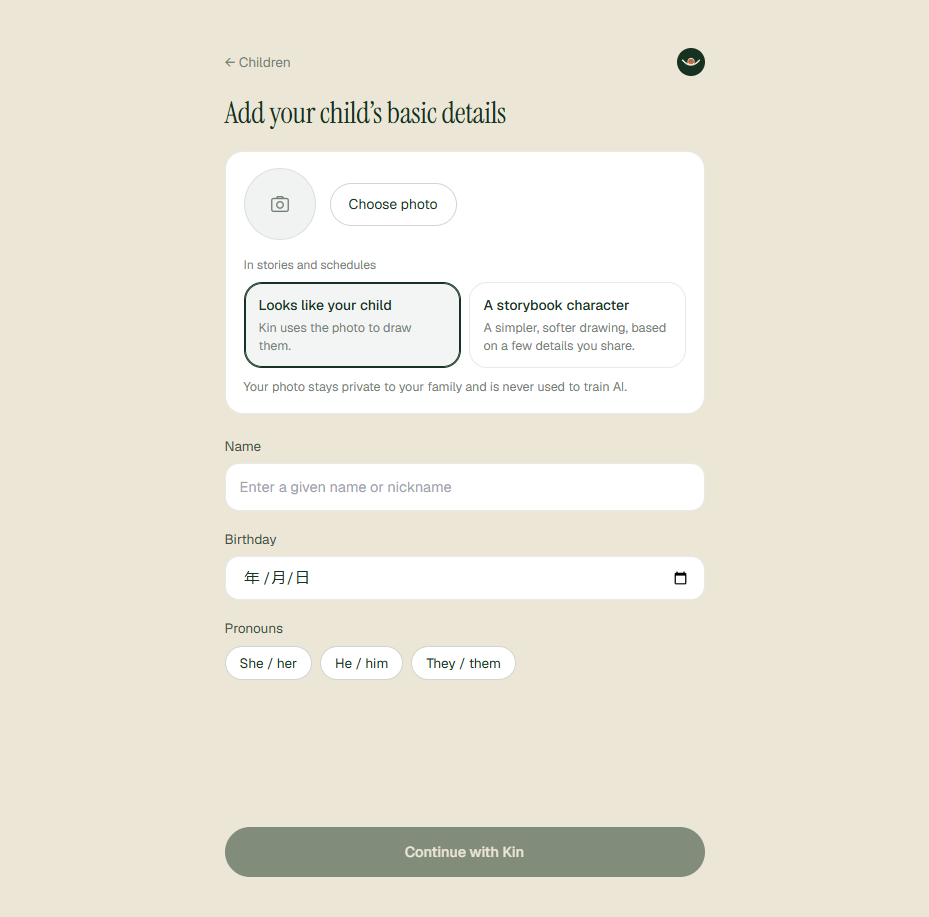 ← Children
Add your child’s basic details
Choose photo
In stories and schedules
Looks like your child
Kin uses the photo to draw
them.
A storybook character
A simpler, softer drawing, based
on a few details you share.
Your photo stays private to your family and is never used to train AI.
Name
Enter a given name or nickname
Birthday
年 /月/日
Pronouns
She / her
He / him
They / them
Continue with Kin